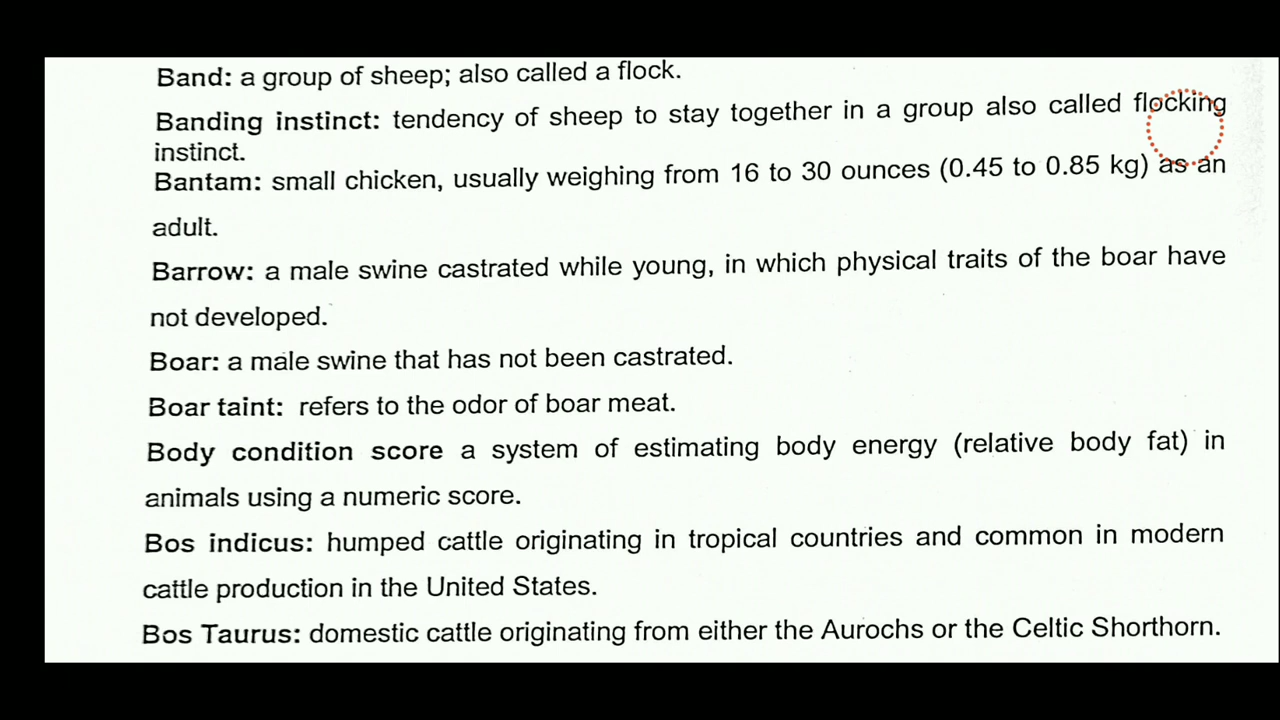 Band: a group of sheep; also called a flock.
Banding instinct: tendency of sheep to stay together in a group also called flocking
instinct.
Bantam: small chicken, usually weighing from 16 to 30 ounces (0.45 to 0.85 kg) as an
adult.
Barrow: a male swine castrated while young, in which physical traits of the boar have
not developed.
Boar: a male swine that has not been castrated.
Boar taint: refers to the odor of boar meat.
Body condition score a system of estimating body energy (relative body fat) in
animals using a numeric score.
Bos indicus: humped cattle originating in tropical countries and common in modern
cattle production in the United States.
Bos Taurus: domestic cattle originating from either the Aurochs or the Celtic Shorthorn.